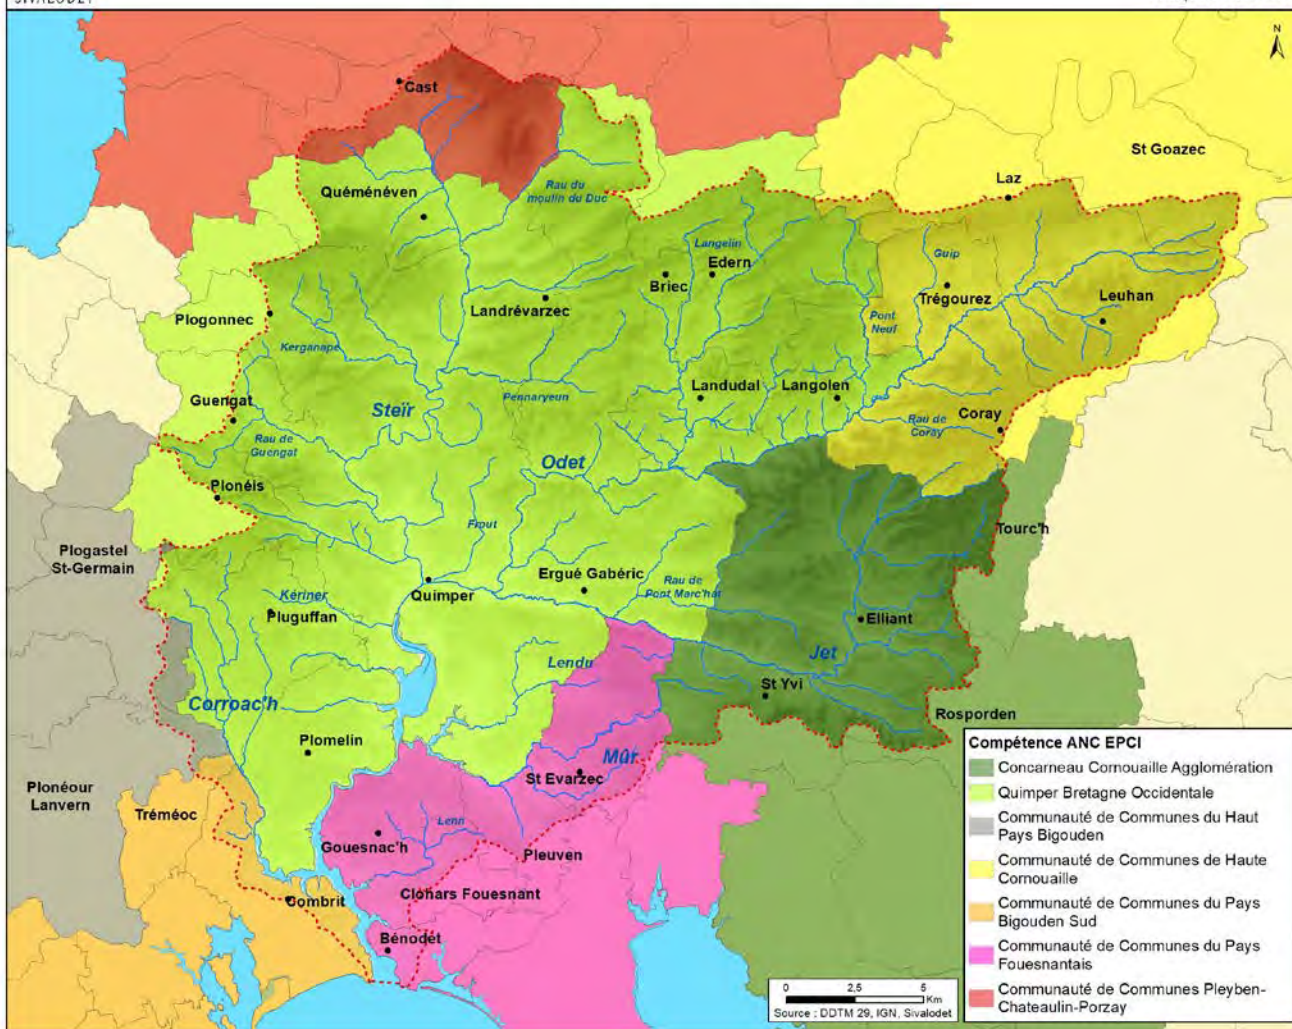 N
Cast
St Goazec
Laz
Quéménéven
Rau du
moulin du Duc
Langelin
Edern
Briec
Guip
Trégourez
Leuhan
Plogonnec
Landrévarzec
Pont
Neuf
Kerganape
Pennaryeun
Landudal
Langolen
Guengat
Steïr
Coray
Rau de
Coray
Rau de
Guengat
Odet
Plonéis
Frout
Tourc'h
Plogastel
St-Germain
Ergué Gabéric
Rau de
Pont Marc'hat
Quimper
Kériner
Pluguffan
Elliant
Lendu
Jet
St Yvi
Corroac'h
Rosporden
Plomelin
Mûr
St Evarzec
Plonéour
Lanvern
Tréméoc
Lenn
Gouesnac'h
Pleuven
Clohars Fouesnant
Combrit
Bénodet
Compétence ANC EPCI
Concarneau Cornouaille Agglomération
Quimper Bretagne Occidentale
Communauté de Communes du Haut
Pays Bigouden
Communauté de Communes de Haute
Cornouaille
Communauté de Communes du Pays
Bigouden Sud
Communauté de Communes du Pays
Fouesnantais
Communauté de Communes Pleyben-
Chateaulin-Porzay
0 2,5 5
Km
Source : DDTM 29, IGN, Sivalodet